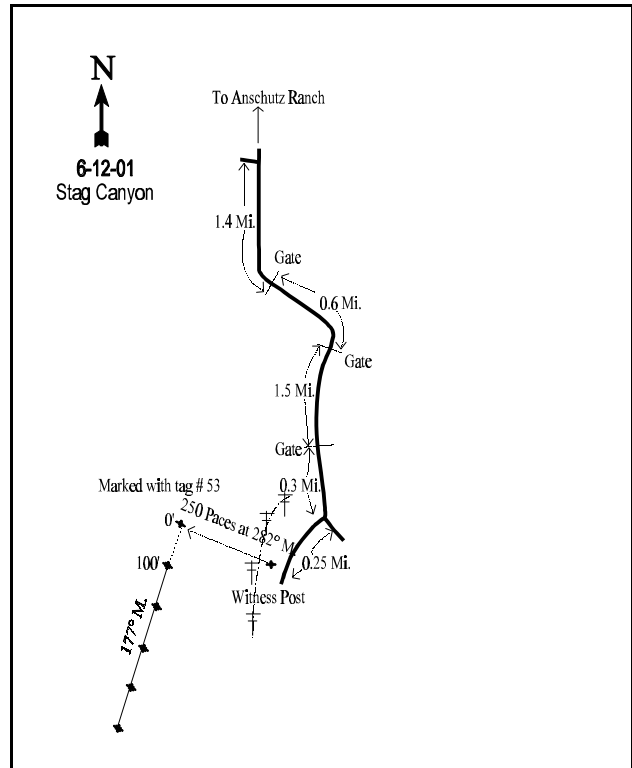 N
6-12-01
Stag Canyon
To Anschutz Ranch
1.4 Mi.
Gate
0.6 Mi.
Gate
1.5 Mi.
Gate
0.3 Mi.
Marked with tag # 53
0'
250 Paces at 282° M.
100'
0.25 Mi.
Witness Post
177° M.